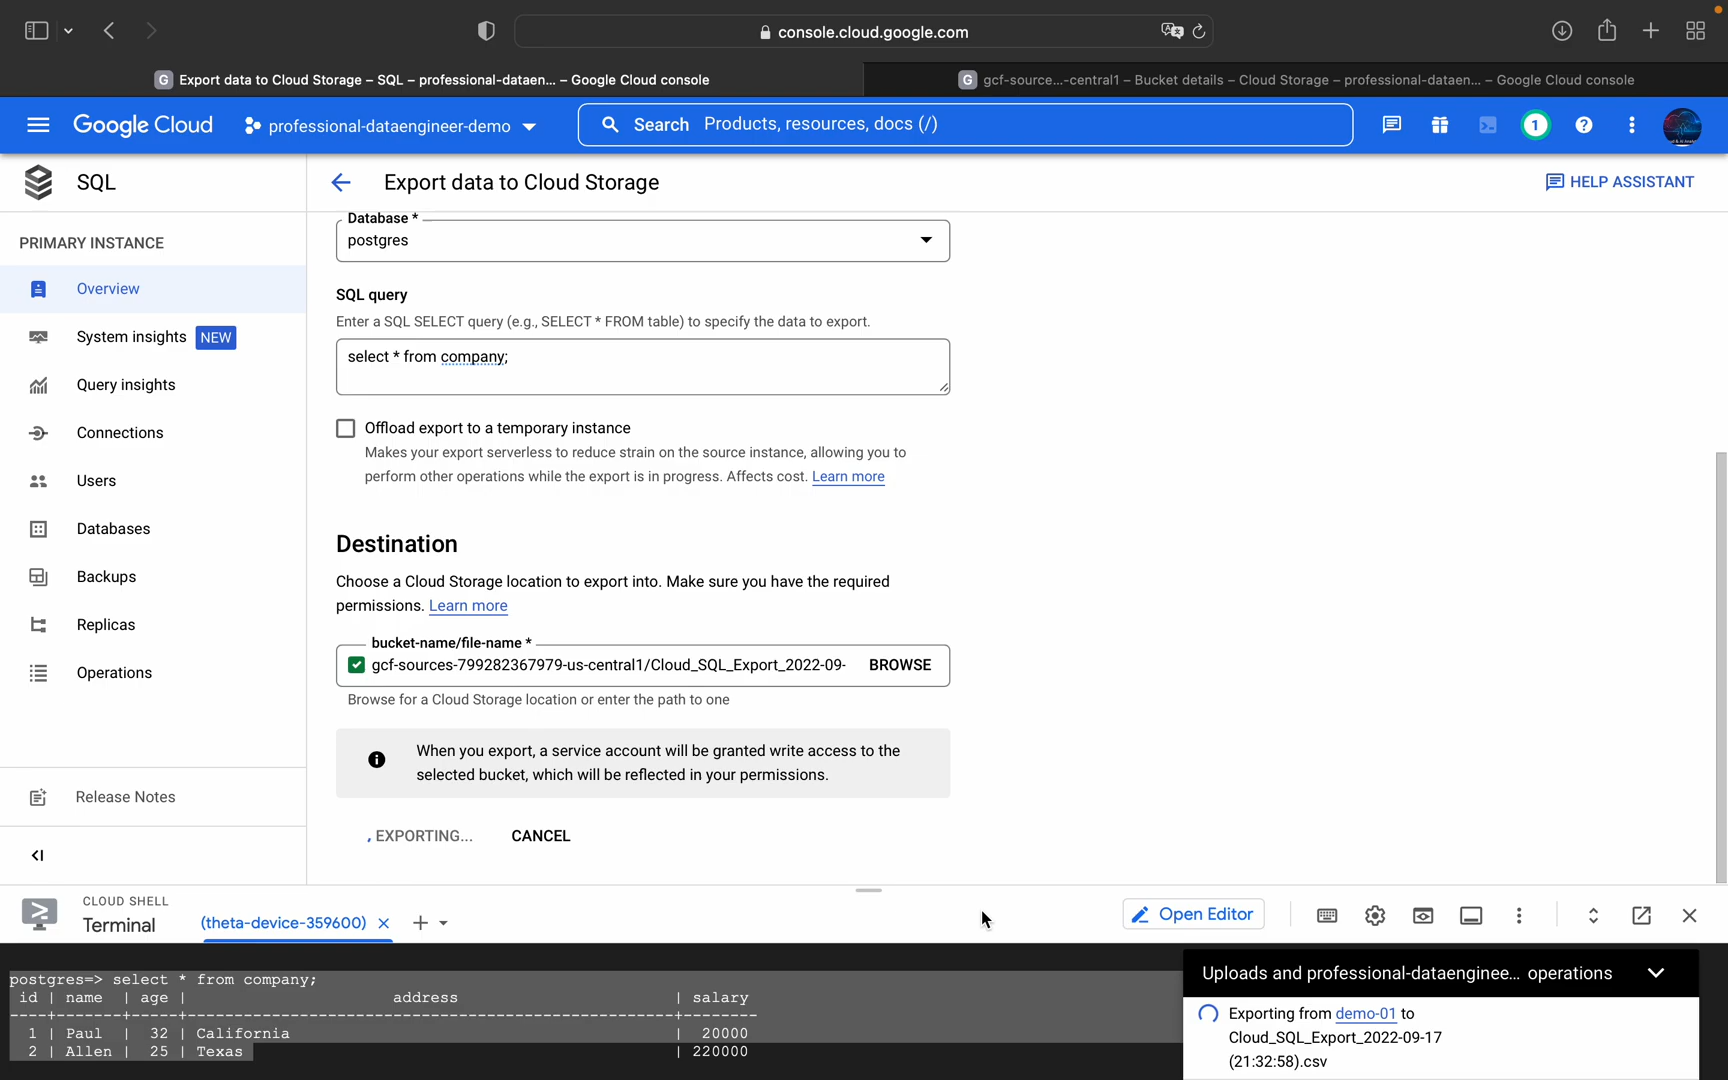 console.cloud.google.com
G Export data to Cloud Storage – SQL – professional-dataen... – Google Cloud console
G gcf-source...-central1 – Bucket details – Cloud Storage – professional-dataen... – Google Cloud console
Google Cloud
professional-dataengineer-demo
Search Products, resources, docs (/)
1
SQL
Export data to Cloud Storage
HELP ASSISTANT
PRIMARY INSTANCE
Overview
System insights NEW
Query insights
Connections
Users
Databases
Backups
Replicas
Operations
Release Notes
Database *
postgres
SQL query
Enter a SQL SELECT query (e.g., SELECT * FROM table) to specify the data to export.
select * from company;
Offload export to a temporary instance
Makes your export serverless to reduce strain on the source instance, allowing you to
perform other operations while the export is in progress. Affects cost. Learn more
Destination
Choose a Cloud Storage location to export into. Make sure you have the required
permissions. Learn more
bucket-name/file-name *
gcf-sources-799282367979-us-central1/Cloud_SQL_Export_2022-09- BROWSE
Browse for a Cloud Storage location or enter the path to one
When you export, a service account will be granted write access to the
selected bucket, which will be reflected in your permissions.
EXPORTING...
CANCEL
CLOUD SHELL
Terminal
(theta-device-359600)
Open Editor
postgres=> select * from company;
id | name | age | address | salary
----+-------+-----+----------------------------------------------------+--------
1 | Paul | 32 | California | 20000
2 | Allen | 25 | Texas | 220000
Uploads and professional-dataenginee... operations
Exporting from demo-01 to
Cloud_SQL_Export_2022-09-17
(21:32:58).csv